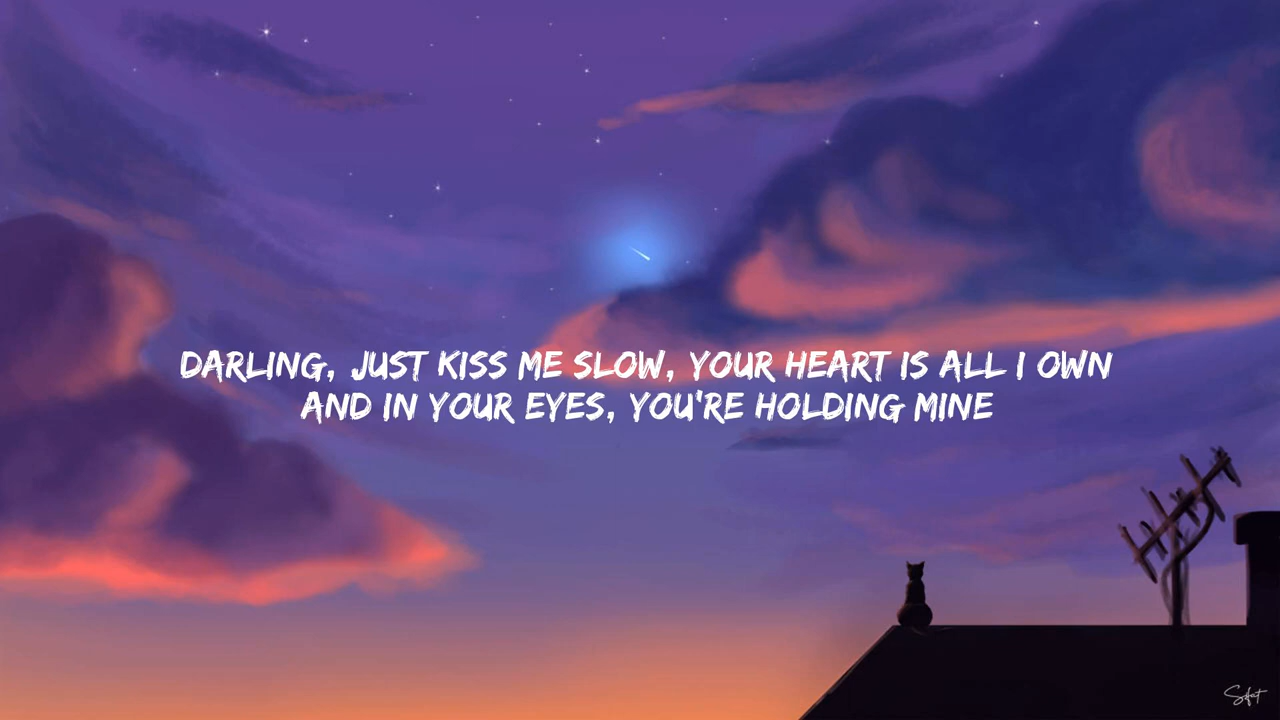 DARLING, JUST KISS ME SLOW, YOUR HEART IS ALL I OWN
AND IN YOUR EYES, YOU'RE HOLDING MINE